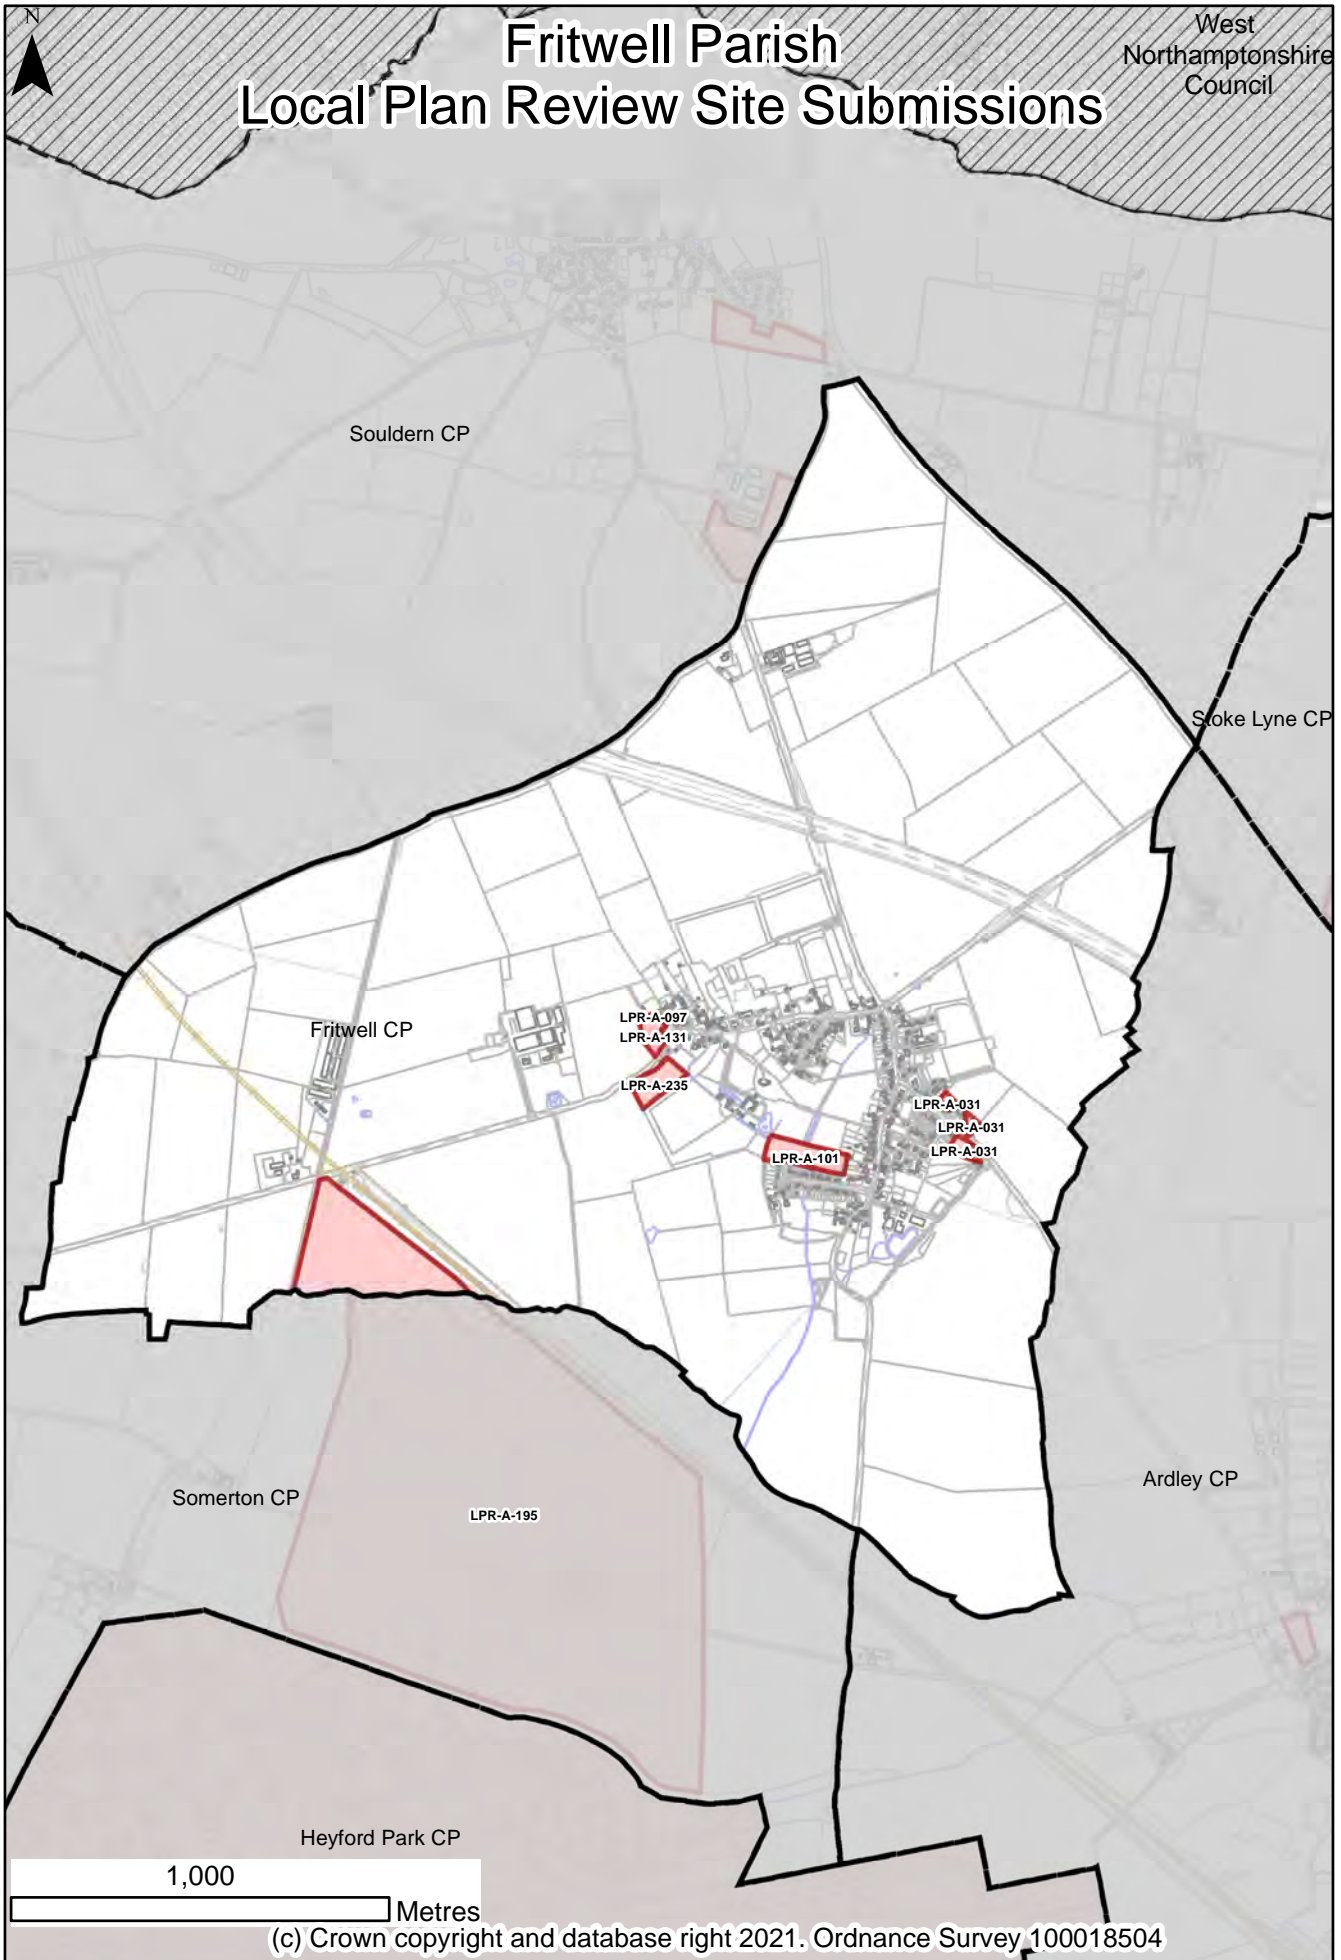 N
Fritwell Parish
Local Plan Review Site Submissions
West
Northamptonshire
Council
Souldern CP
Stoke Lyne CP
Fritwell CP
LPR-A-097
LPR-A-131
LPR-A-235
LPR-A-031
LPR-A-031
LPR-A-031
LPR-A-101
Somerton CP
LPR-A-195
Ardley CP
Heyford Park CP
1,000
Metres
(c) Crown copyright and database right 2021. Ordnance Survey 100018504